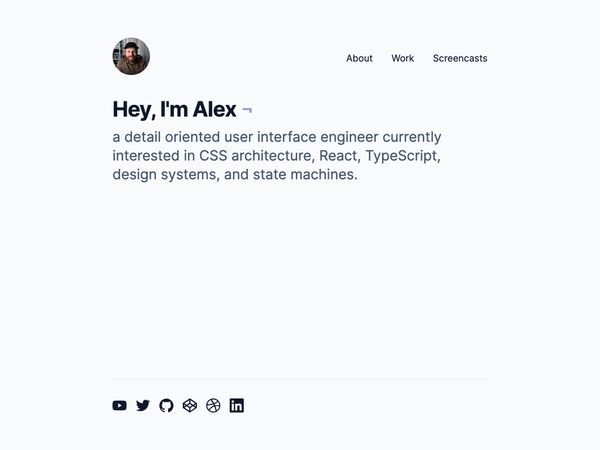 About Work Screencasts
Hey, I'm Alex ¬
a detail oriented user interface engineer currently
interested in CSS architecture, React, TypeScript,
design systems, and state machines.
in